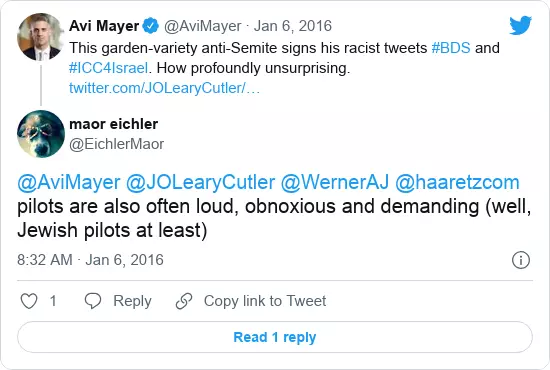 Avi Mayer @AviMayer · Jan 6, 2016
This garden-variety anti-Semite signs his racist tweets #BDS and
#ICC4Israel. How profoundly unsurprising.
twitter.com/JOLearyCutler/…
maor eichler
@EichlerMaor
@AviMayer @JOLearyCutler @WernerAJ @haaretzcom
pilots are also often loud, obnoxious and demanding (well,
Jewish pilots at least)
8:32 AM · Jan 6, 2016
1 Reply Copy link to Tweet
Read 1 reply